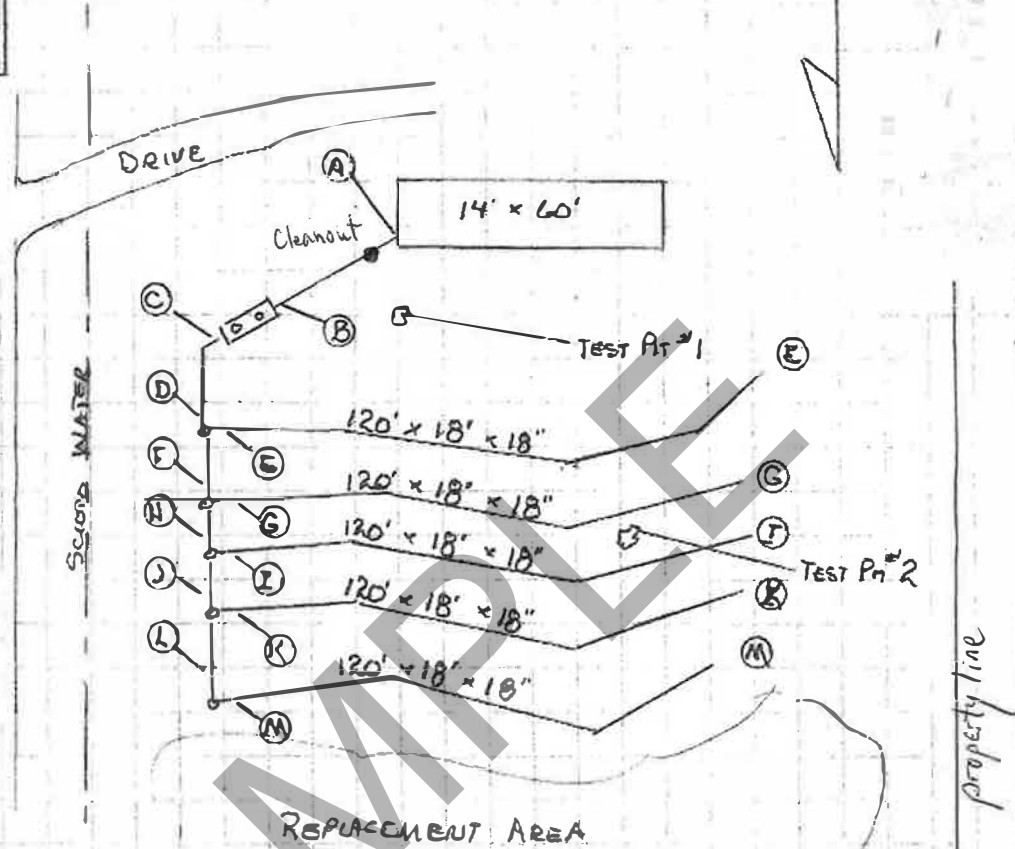 DRIVE
A
14' × 60'
Cleanout
C
B
TEST PIT #1
E
D
120' × 18' × 18"
E
F
120' × 18" × 18"
G
G
H
120' × 18" × 18"
I
TEST PIT #2
J
120' × 18' × 18"
K
K
L
120' × 18' × 18"
M
M
SCIOTO WATER
property line
REPLACEMENT AREA
SAMPLE